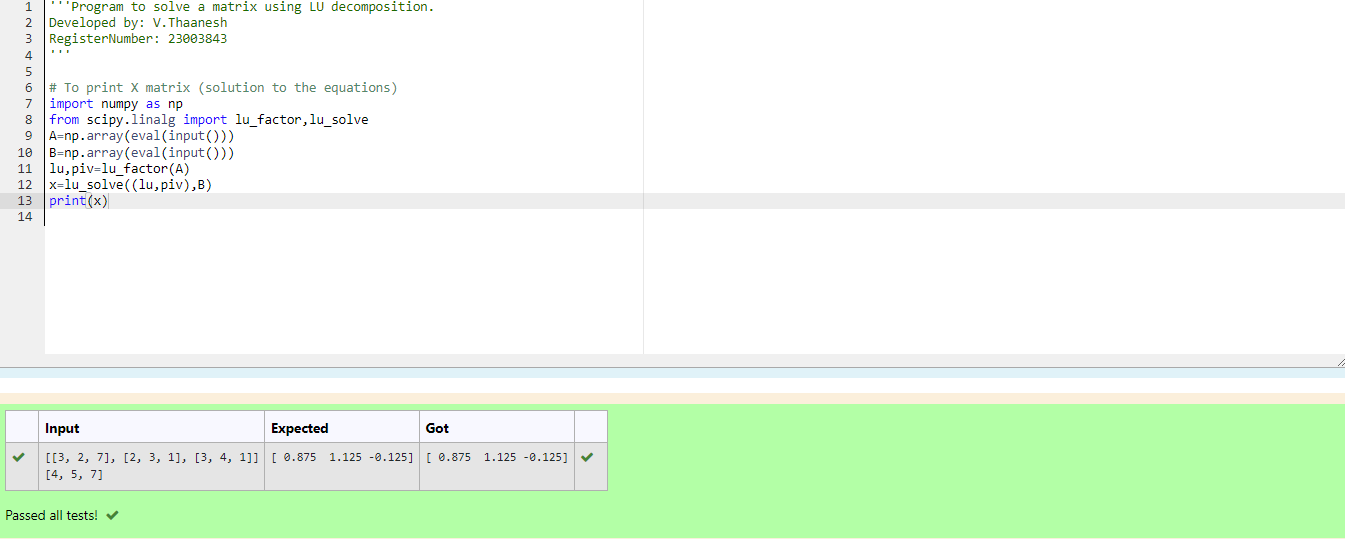 1 '''Program to solve a matrix using LU decomposition.
2 Developed by: V.Thaanesh
3 RegisterNumber: 23003843
4 '''
5
6 # To print X matrix (solution to the equations)
7 import numpy as np
8 from scipy.linalg import lu_factor,lu_solve
9 A=np.array(eval(input()))
10 B=np.array(eval(input()))
11 lu,piv=lu_factor(A)
12 x=lu_solve((lu,piv),B)
13 print(x)
14
Input Expected Got
[[3, 2, 7], [2, 3, 1], [3, 4, 1]] [ 0.875  1.125 -0.125] [ 0.875  1.125 -0.125]
[4, 5, 7]
Passed all tests!